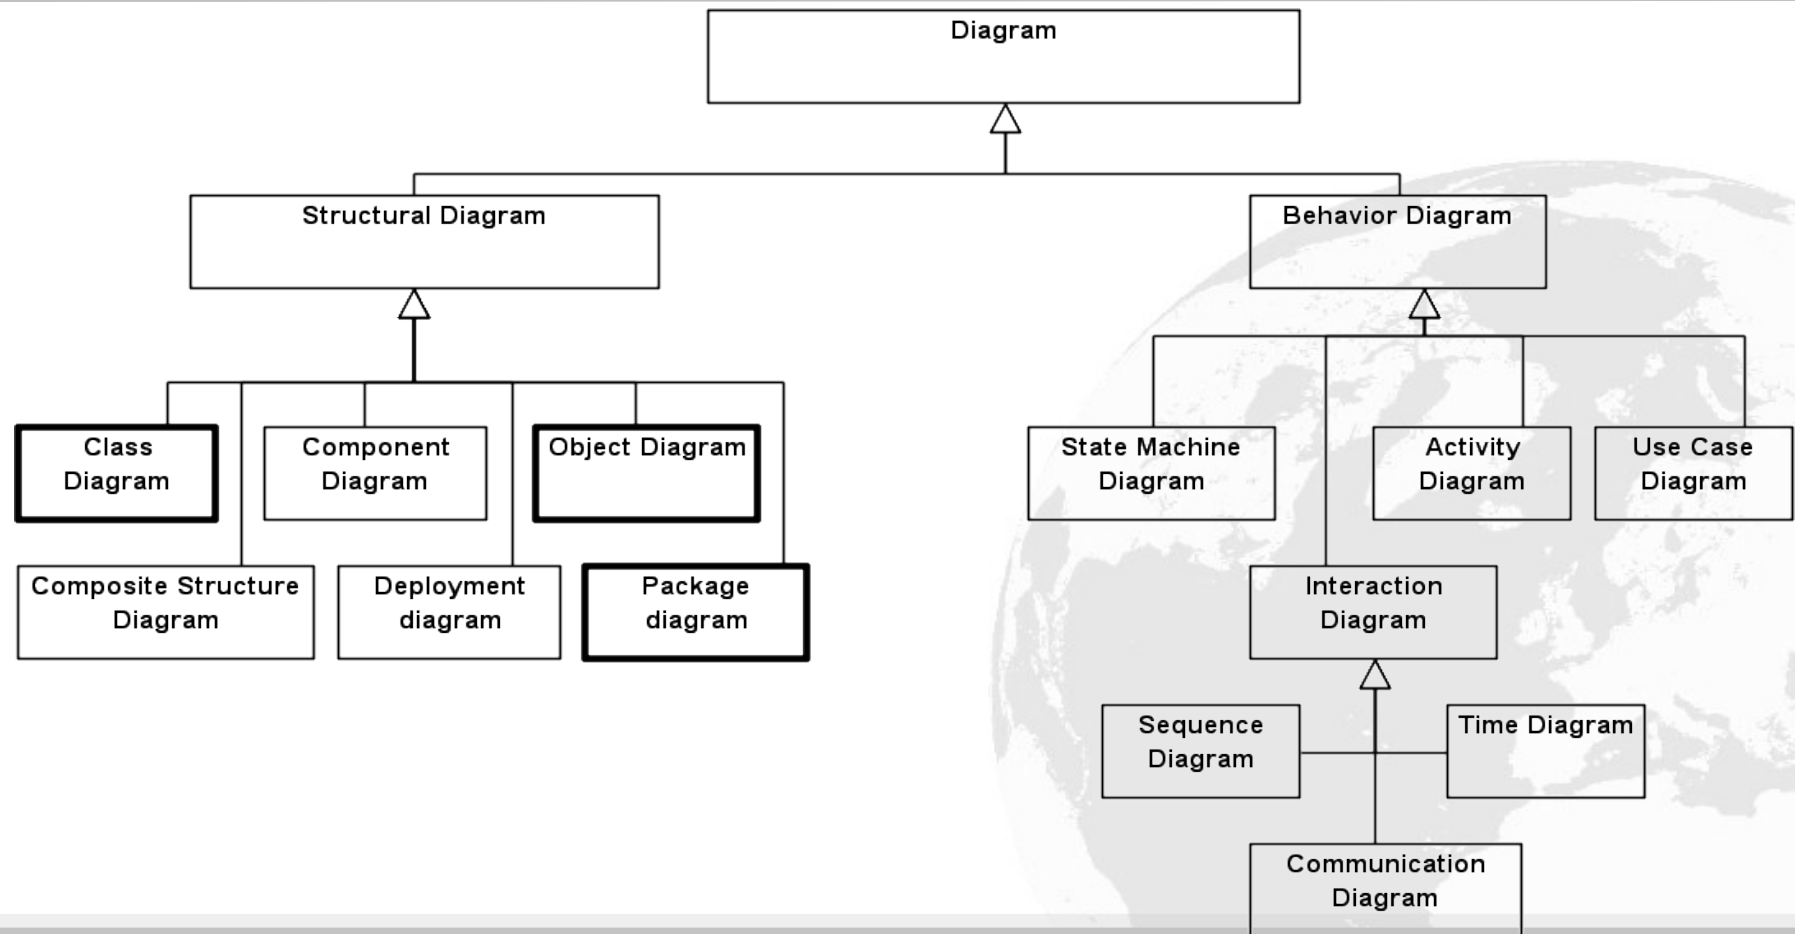 Diagram
Structural Diagram
Behavior Diagram
Class
Diagram
Component
Diagram
Object Diagram
State Machine
Diagram
Activity
Diagram
Use Case
Diagram
Composite Structure
Diagram
Deployment
diagram
Package
diagram
Interaction
Diagram
Sequence
Diagram
Time Diagram
Communication
Diagram